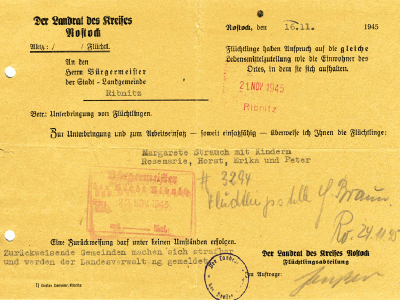 Der Landrat des Kreises
Rostock
Abtlg.: / / Flüchtl.
Rostock, den 16.11. 1945
An den
Herrn Bürgermeister
der Stadt - Landgemeinde
Ribnitz
Flüchtlinge haben Anspruch auf die gleiche
Lebensmittelzuteilung wie die Einwohner des
Ortes, in dem sie sich aufhalten.
21. NOV 1945
Ribnitz
Betr.: Unterbringung von Flüchtlingen.
Zur Unterbringung und zum Arbeitseinsatz — soweit einsatzfähig — überweise ich Ihnen die Flüchtlinge:
Margarete Strauch mit Kindern
Rosemarie, Horst, Erika und Peter
Bürgermeister
NOV 1945
# 3294
Ro. 24.11.45
Eine Zurückweisung darf unter keinen Umständen erfolgen.
Zurückweisende Gemeinden machen sich strafbar
und werden der Landesverwaltung gemeldet.
Der Landrat des Kreises Rostock
Flüchtlingsabteilung
Im Auftrage:
Der Landrat